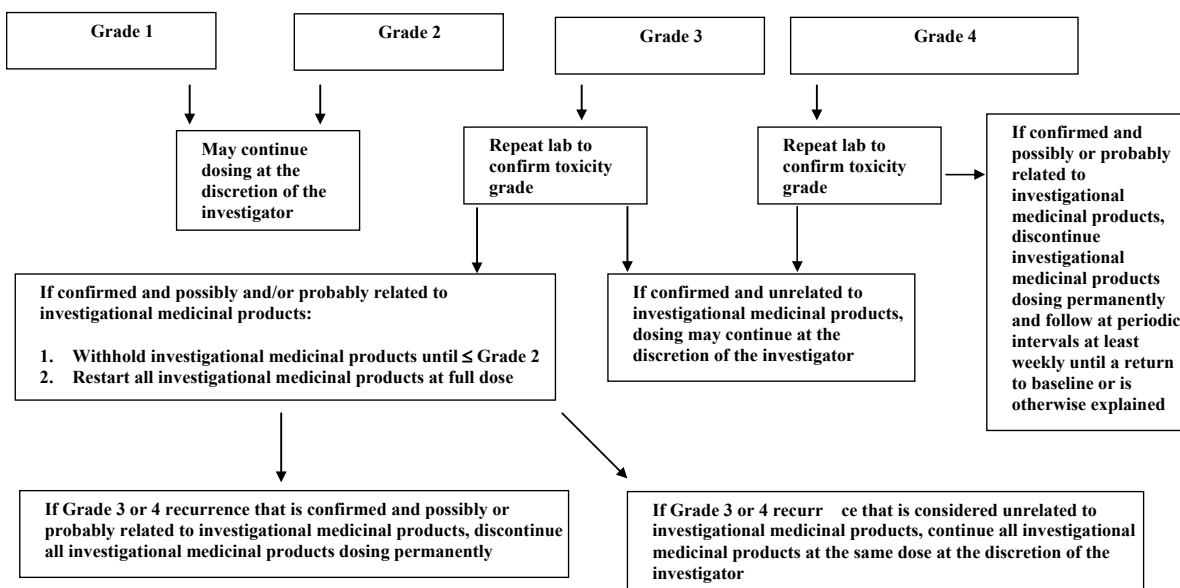 Grade 1
Grade 2
Grade 3
Grade 4
May continue
dosing at the
discretion of the
investigator
Repeat lab to
confirm toxicity
grade
Repeat lab to
confirm toxicity
grade
If confirmed and
possibly or probably
related to
investigational
medicinal products,
discontinue
investigational
medicinal products
dosing permanently
and follow at periodic
intervals at least
weekly until a return
to baseline or is
otherwise explained
If confirmed and possibly and/or probably related to
investigational medicinal products:
1. Withhold investigational medicinal products until ≤ Grade 2
2. Restart all investigational medicinal products at full dose
If confirmed and unrelated to
investigational medicinal products,
dosing may continue at the
discretion of the investigator
If Grade 3 or 4 recurrence that is confirmed and possibly or
probably related to investigational medicinal products, discontinue
all investigational medicinal products dosing permanently
If Grade 3 or 4 recurr ce that is considered unrelated to
investigational medicinal products, continue all investigational
medicinal products at the same dose at the discretion of the
investigator